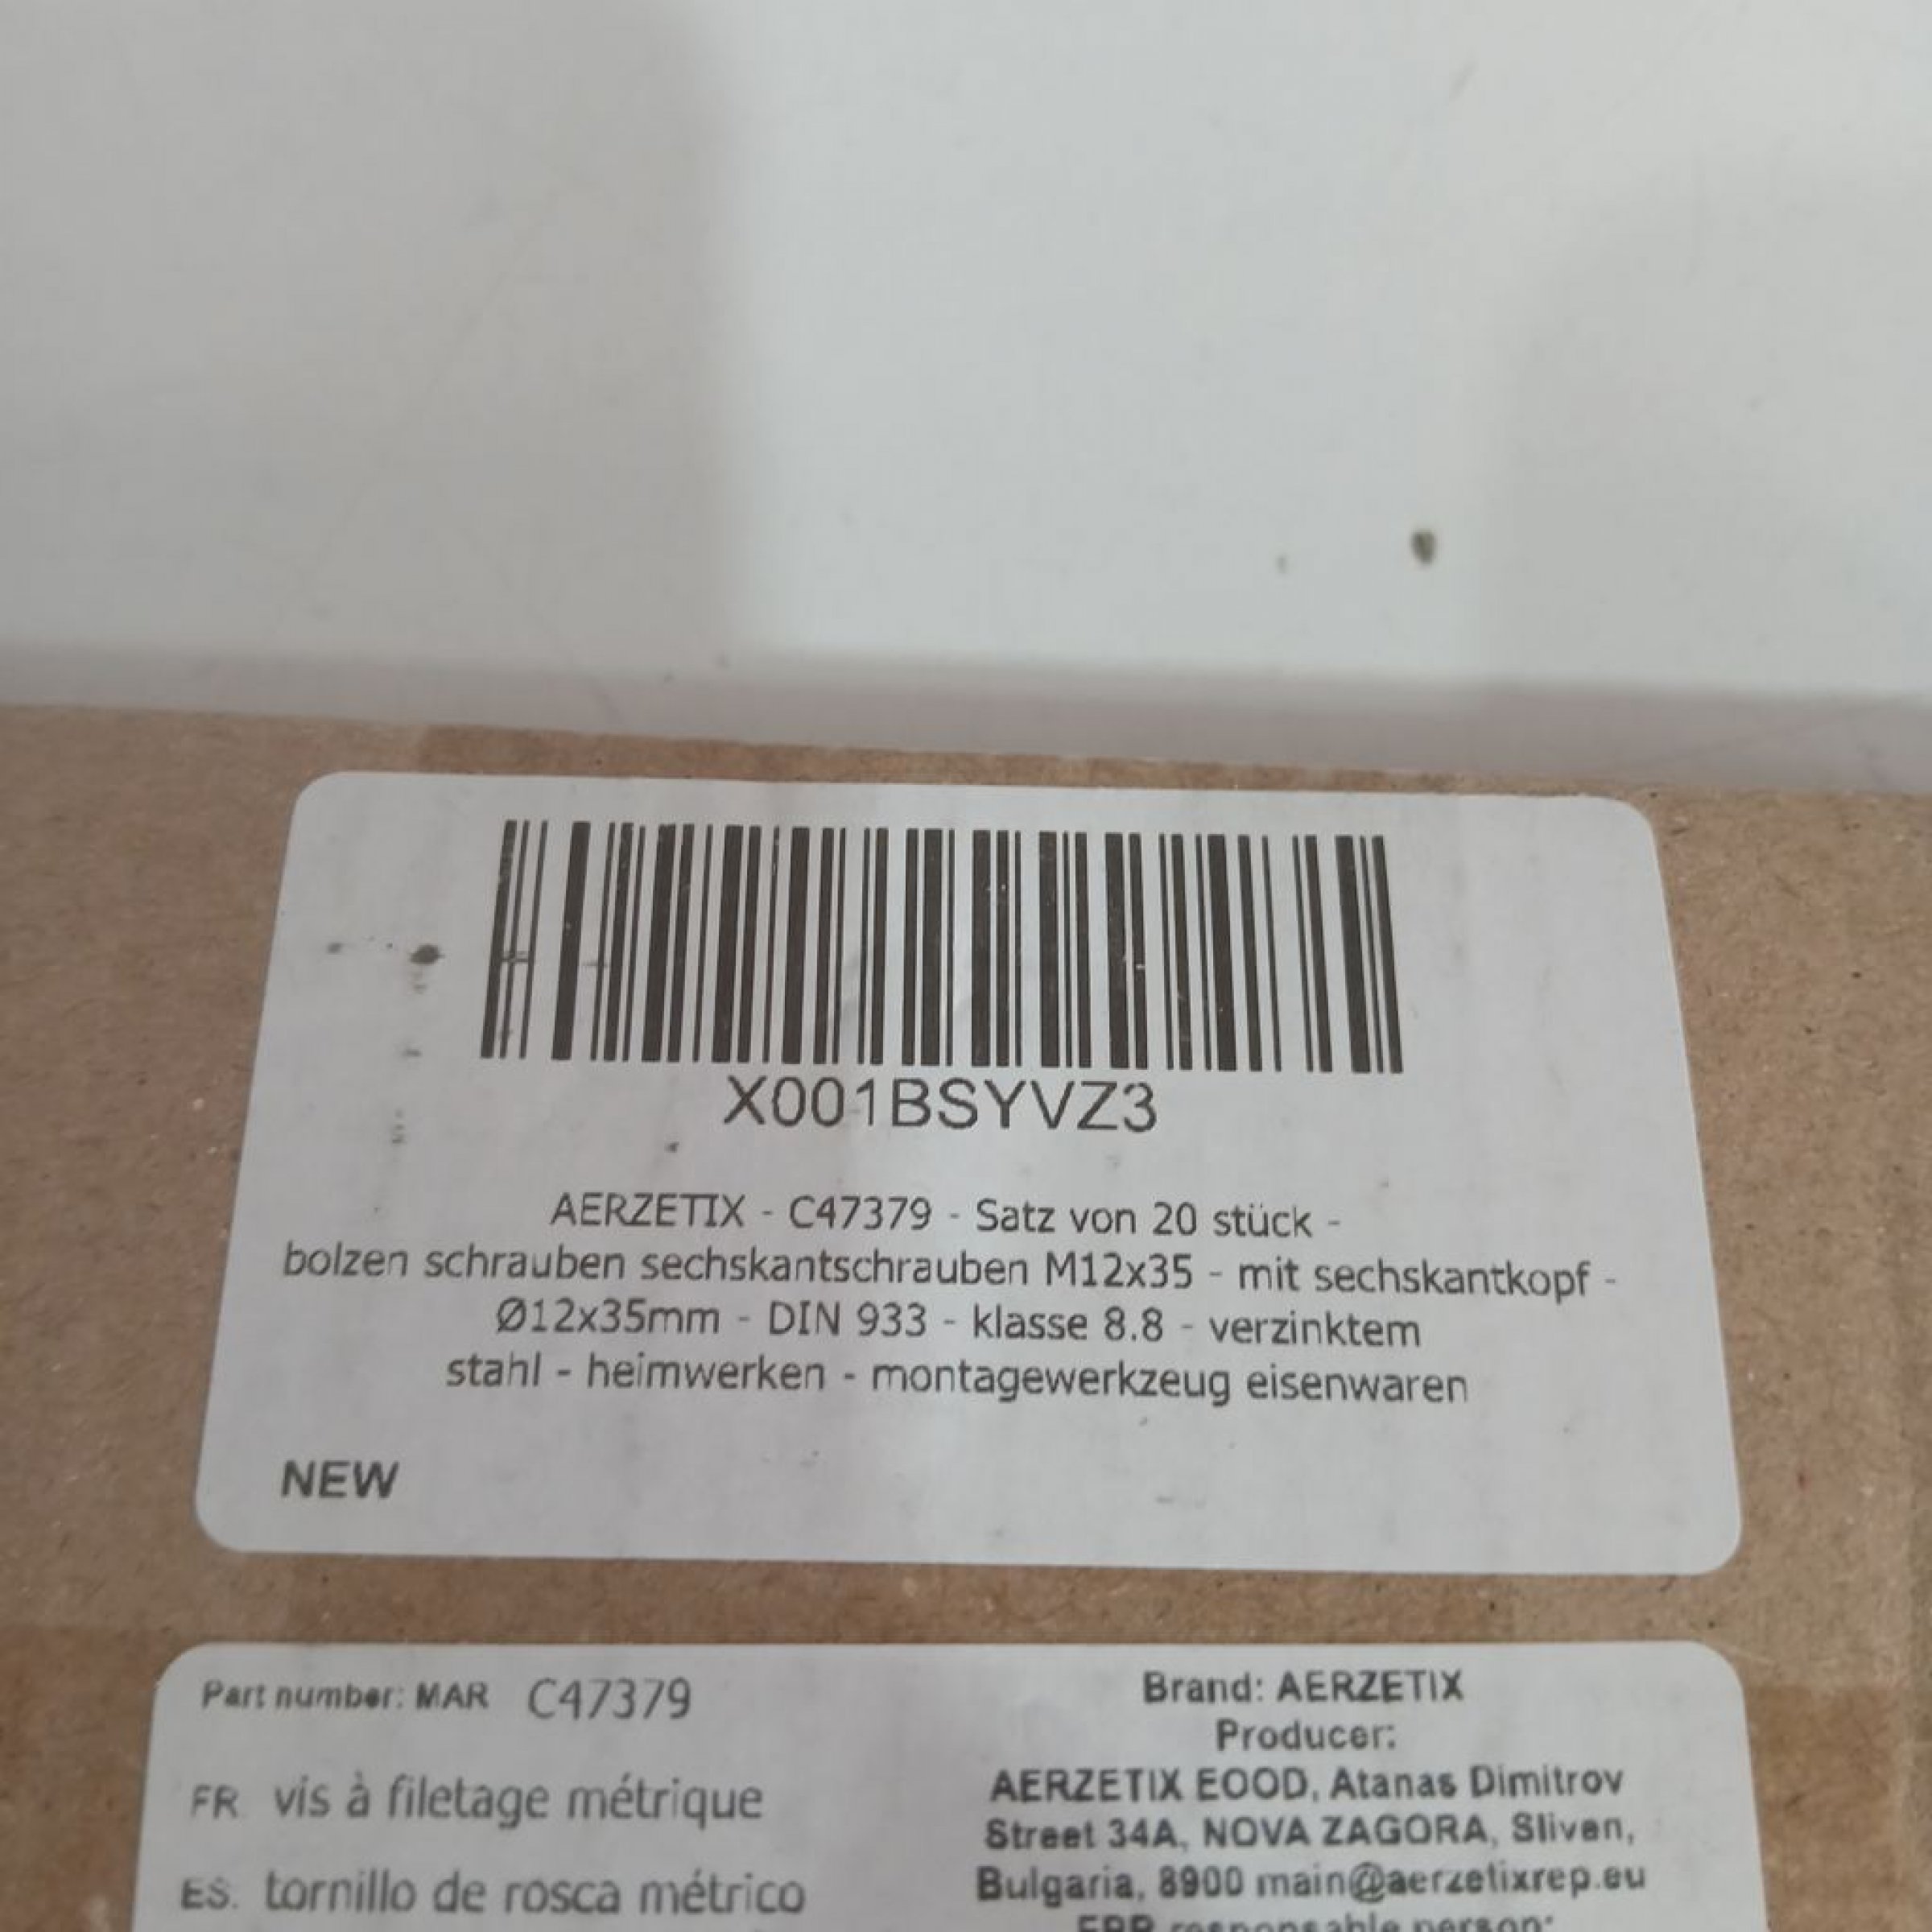 X001BSYVZ3
AERZETIX - C47379 - Satz von 20 stück -
bolzen schrauben sechskantschrauben M12x35 - mit sechskantkopf -
Ø12x35mm - DIN 933 - klasse 8.8 - verzinktem
stahl - heimwerken - montagewerkzeug eisenwaren
NEW
Part number: MAR C47379
FR vis à filetage métrique
ES. tornillo de rosca métrico
Brand: AERZETIX
Producer:
AERZETIX EOOD, Atanas Dimitrov
Street 34A, NOVA ZAGORA, Sliven,
Bulgaria, 8900 main@aerzetixrep.eu
responsable person: